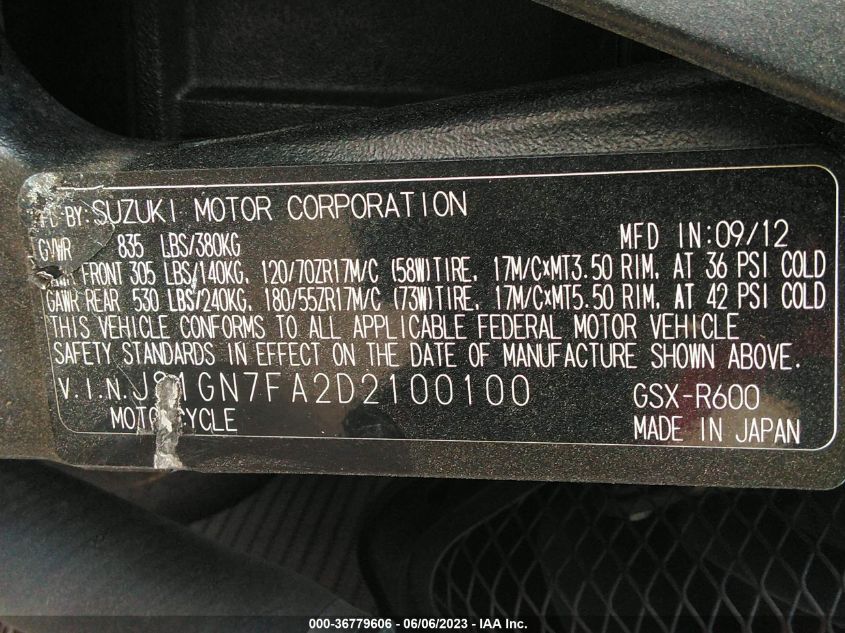 BY: SUZUKI MOTOR CORPORATION
GVWR 835 LBS/380KG MFD IN: 09/12
FRONT 305 LBS/140KG, 120/70ZR17M/C (58W) TIRE, 17M/C×MT3.50 RIM, AT 36 PSI COLD
GAWR REAR 530 LBS/240KG, 180/55ZR17M/C (73W) TIRE, 17M/C×MT5.50 RIM, AT 42 PSI COLD
THIS VEHICLE CONFORMS TO ALL APPLICABLE FEDERAL MOTOR VEHICLE
SAFETY STANDARDS IN EFFECT ON THE DATE OF MANUFACTURE SHOWN ABOVE.
V.I.N. JS1GN7FA2D2100100 GSX-R600
MOTORCYCLE MADE IN JAPAN
000-36779606 - 06/06/2023 - IAA Inc.